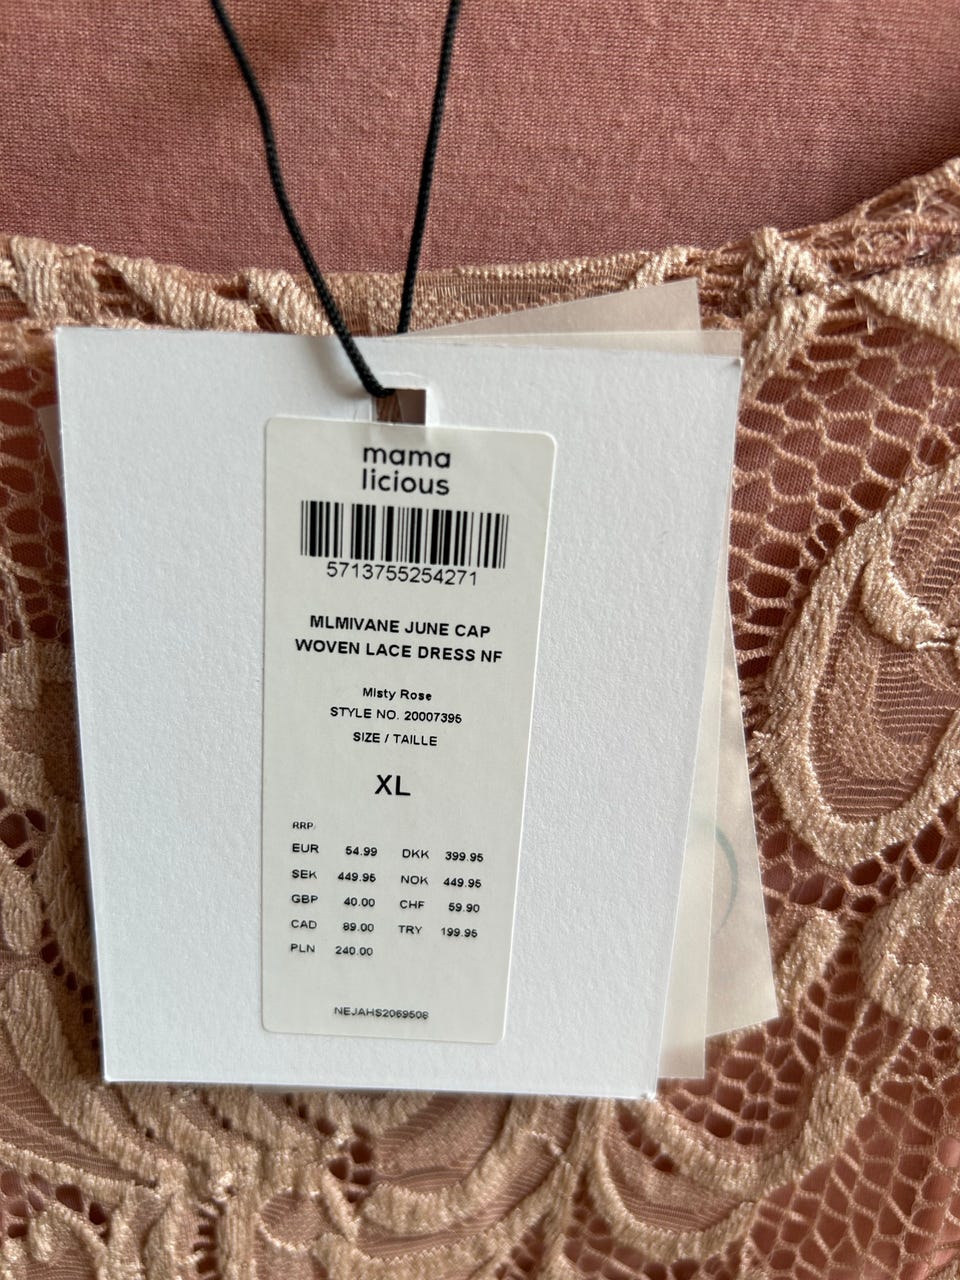 mama
licious
5713755254271
MLMIVANE JUNE CAP
WOVEN LACE DRESS NF
Misty Rose
STYLE NO. 20007395
SIZE / TAILLE
XL
RRP.
EUR 54.99 DKK 399.95
SEK 449.95 NOK 449.95
GBP 40.00 CHF 59.90
CAD 89.00 TRY 199.95
PLN 240.00
NEJAHS2069508